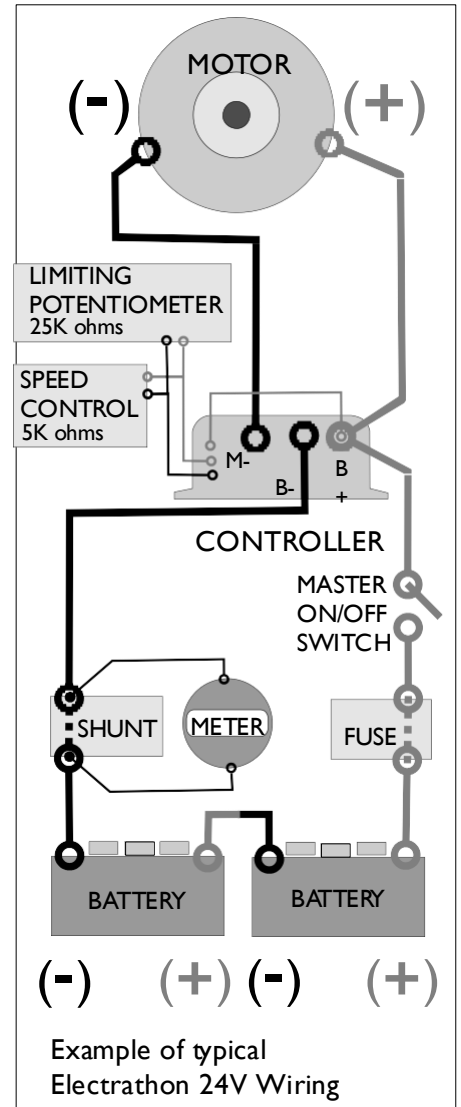 MOTOR
(-)
(+)
LIMITING
POTENTIOMETER
25K ohms
SPEED
CONTROL
5K ohms
M-
B-
B
+
CONTROLLER
MASTER
ON/OFF
SWITCH
SHUNT
METER
FUSE
BATTERY
BATTERY
(-) (+) (-) (+)
Example of typical
Electrathon 24V Wiring